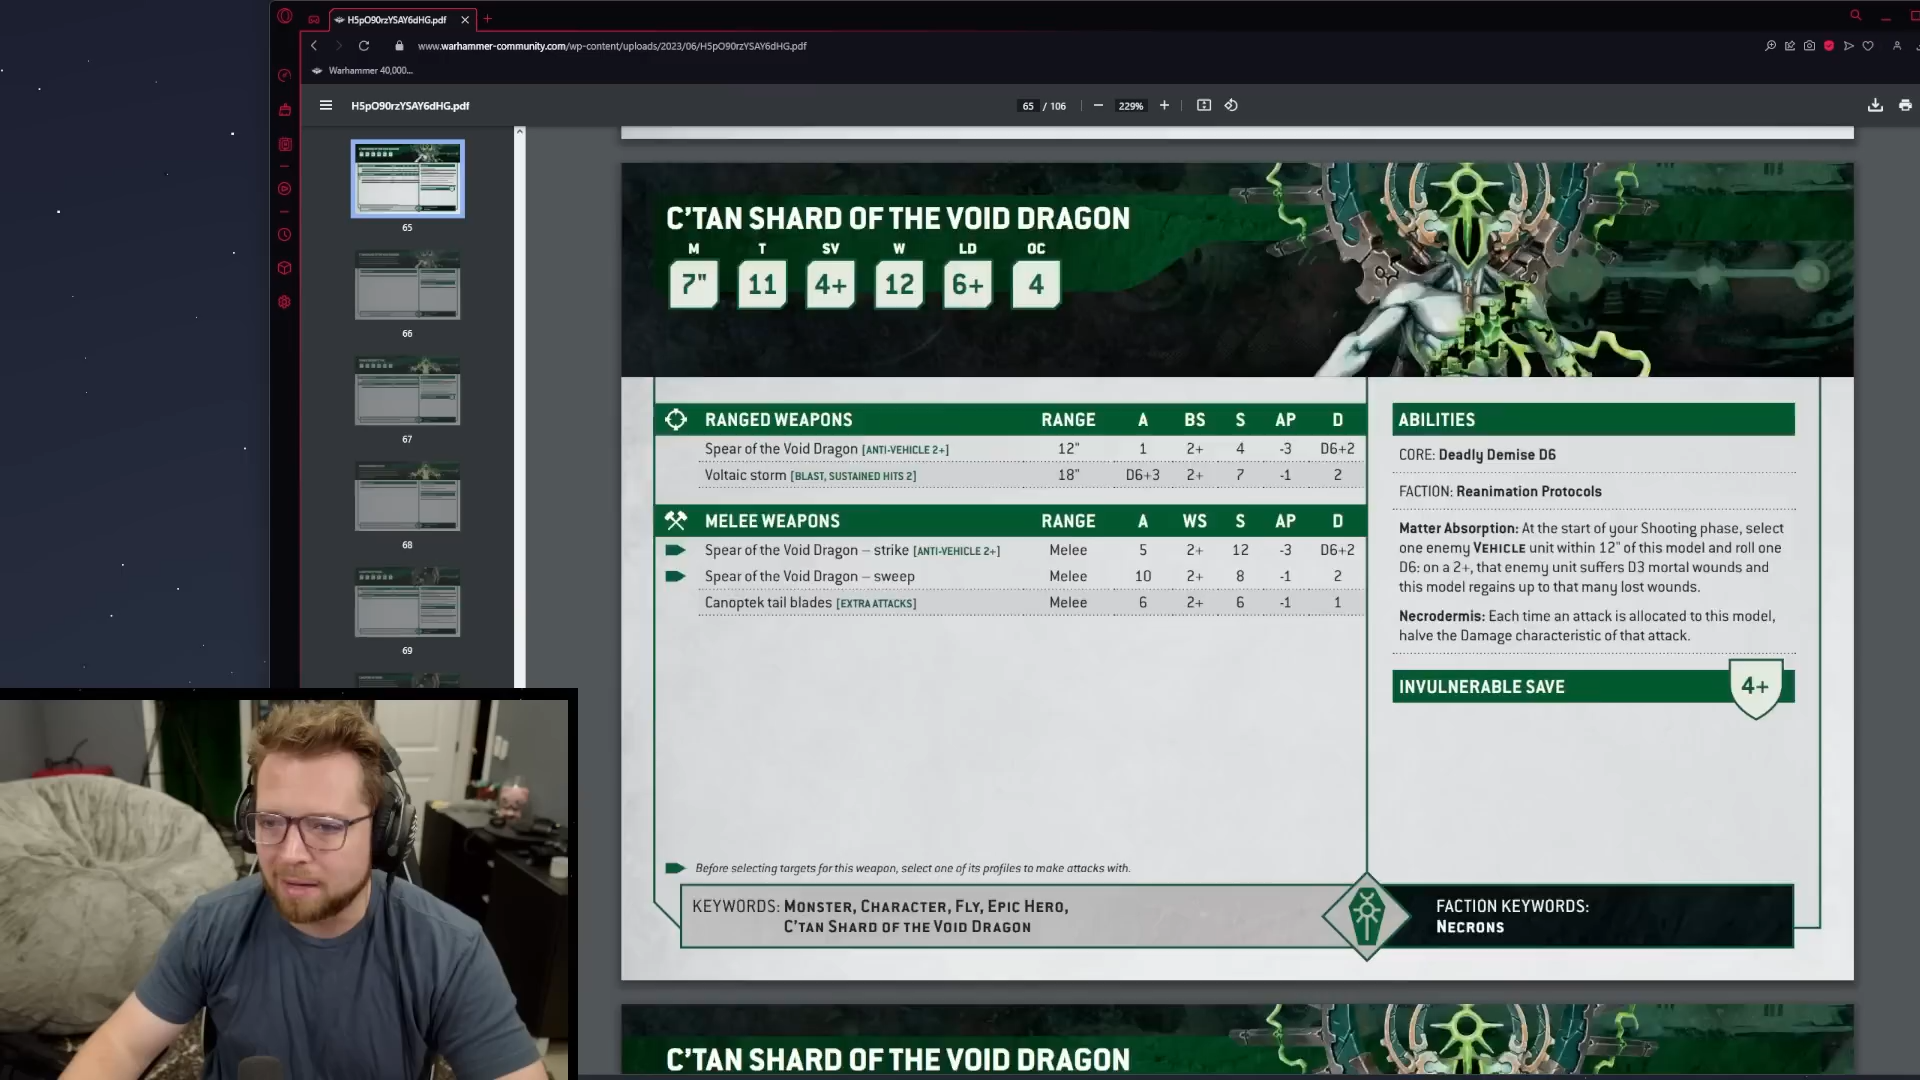 H5pO90rzYSAY6dHG.pdf
www.warhammer-community.com/wp-content/uploads/2023/06/H5pO90rzYSAY6dHG.pdf
Warhammer 40,000...
H5pO90rzYSAY6dHG.pdf
65 / 106
229%
65
66
67
68
69
C'TAN SHARD OF THE VOID DRAGON
M T SV W LD OC
7" 11 4+ 12 6+ 4
RANGED WEAPONS RANGE A BS S AP D
Spear of the Void Dragon [ANTI-VEHICLE 2+] 12" 1 2+ 4 -3 D6+2
Voltaic storm [BLAST, SUSTAINED HITS 2] 18" D6+3 2+ 7 -1 2
MELEE WEAPONS RANGE A WS S AP D
Spear of the Void Dragon – strike [ANTI-VEHICLE 2+] Melee 5 2+ 12 -3 D6+2
Spear of the Void Dragon – sweep Melee 10 2+ 8 -1 2
Canoptek tail blades [EXTRA ATTACKS] Melee 6 2+ 6 -1 1
Before selecting targets for this weapon, select one of its profiles to make attacks with.
KEYWORDS: MONSTER, CHARACTER, FLY, EPIC HERO,
C'TAN SHARD OF THE VOID DRAGON
ABILITIES
CORE: Deadly Demise D6
FACTION: Reanimation Protocols
Matter Absorption: At the start of your Shooting phase, select
one enemy VEHICLE unit within 12" of this model and roll one
D6: on a 2+, that enemy unit suffers D3 mortal wounds and
this model regains up to that many lost wounds.
Necrodermis: Each time an attack is allocated to this model,
halve the Damage characteristic of that attack.
INVULNERABLE SAVE 4+
FACTION KEYWORDS:
NECRONS
C'TAN SHARD OF THE VOID DRAGON